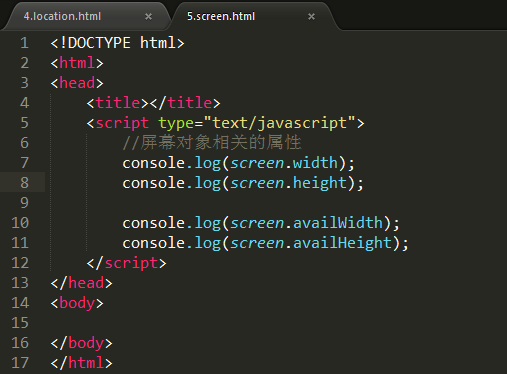 4.location.html × 5.screen.html ×
1 <!DOCTYPE html>
2 <html>
3 <head>
4 <title></title>
5 <script type="text/javascript">
6 //屏幕对象相关的属性
7 console.log(screen.width);
8 console.log(screen.height);
9
10 console.log(screen.availWidth);
11 console.log(screen.availHeight);
12 </script>
13 </head>
14 <body>
15
16 </body>
17 </html>